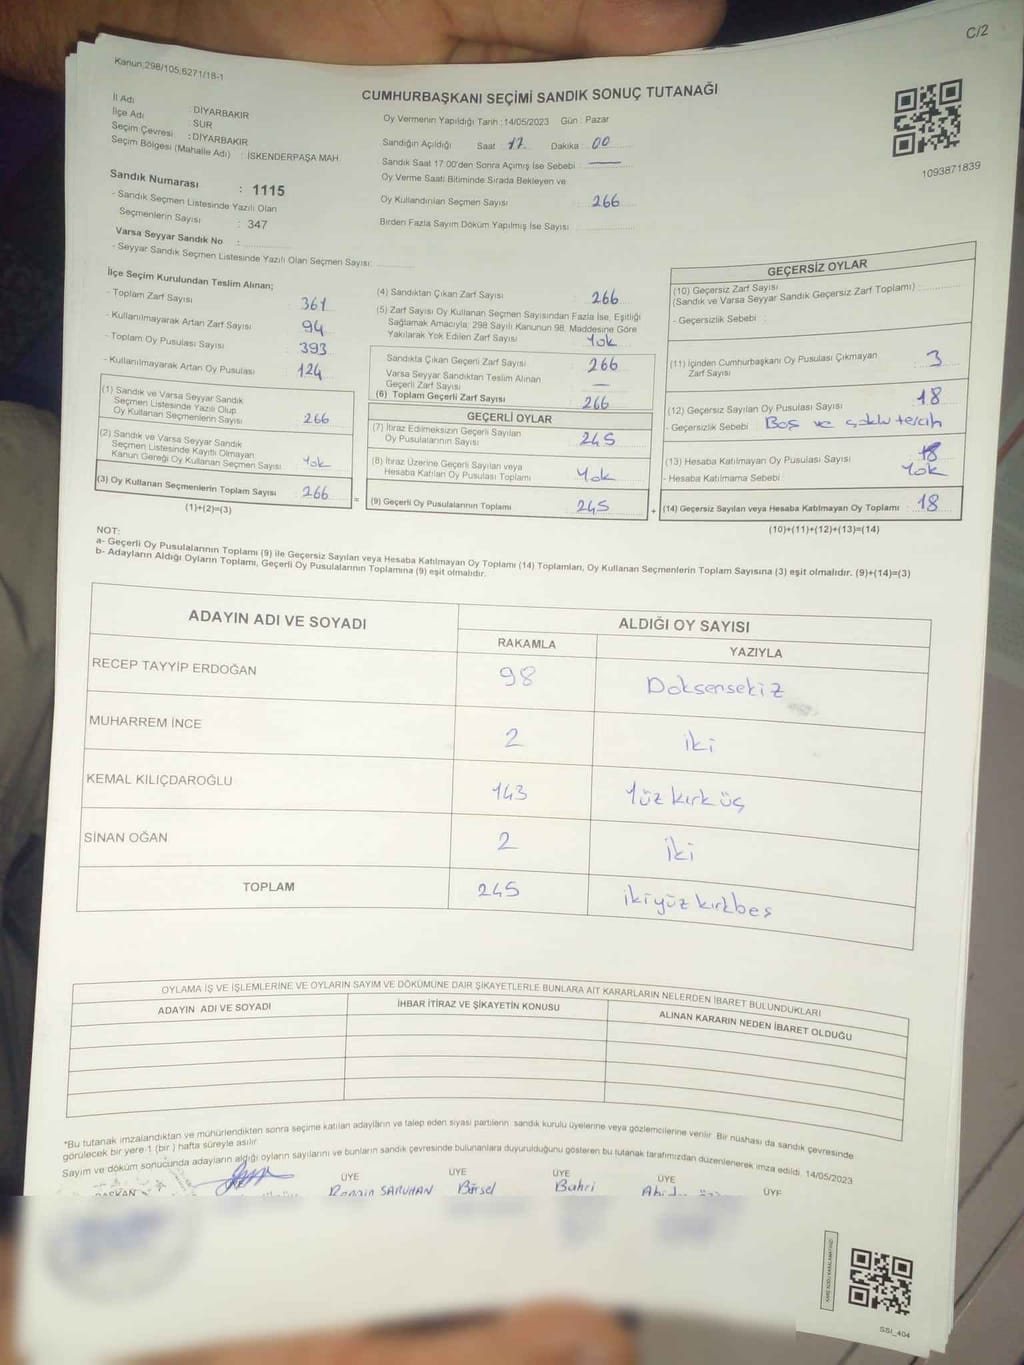 C/2
Kanun:298/105,6271/18-1
CUMHURBAŞKANI SEÇİMİ SANDIK SONUÇ TUTANAĞI
İl Adı : DİYARBAKIR
İlçe Adı : SUR
Seçim Çevresi : DİYARBAKIR
Seçim Bölgesi (Mahalle Adı) : İSKENDERPAŞA MAH.
Sandık Numarası : 1115
- Sandık Seçmen Listesinde Yazılı Olan
Seçmenlerin Sayısı : 347
Varsa Seyyar Sandık No :
- Seyyar Sandık Seçmen Listesinde Yazılı Olan Seçmen Sayısı:
Oy Vermenin Yapıldığı Tarih : 14/05/2023 Gün : Pazar
Sandığın Açıldığı Saat : 17 Dakika : 00
Sandık Saat 17:00'den Sonra Açımış İse Sebebi :
Oy Verme Saati Bitiminde Sırada Bekleyen ve
Oy Kullandırılan Seçmen Sayısı : 266
Birden Fazla Sayım Döküm Yapılmış İse Sayısı :
1093871839
İlçe Seçim Kurulundan Teslim Alınan;
- Toplam Zarf Sayısı : 361
- Kullanılmayarak Artan Zarf Sayısı : 94
- Toplam Oy Pusulası Sayısı : 393
- Kullanılmayarak Artan Oy Pusulası : 124
(1) Sandık ve Varsa Seyyar Sandık
Seçmen Listesinde Yazılı Olup
Oy Kullanan Seçmenlerin Sayısı : 266
(2) Sandık ve Varsa Seyyar Sandık
Seçmen Listesinde Kayıtlı Olmayan
Kanun Gereği Oy Kullanan Seçmen Sayısı : Yok
(3) Oy Kullanan Seçmenlerin Toplam Sayısı : 266
(1)+(2)=(3)
(4) Sandıktan Çıkan Zarf Sayısı : 266
(5) Zarf Sayısı Oy Kullanan Seçmen Sayısından Fazla İse, Eşitliği
Sağlamak Amacıyla; 298 Sayılı Kanunun 98. Maddesine Göre
Yakılarak Yok Edilen Zarf Sayısı : Yok
Sandıkta Çıkan Geçerli Zarf Sayısı : 266
Varsa Seyyar Sandıktan Teslim Alınan
Geçerli Zarf Sayısı : —
(6) Toplam Geçerli Zarf Sayısı : 266
GEÇERLİ OYLAR
(7) İtiraz Edilmeksizin Geçerli Sayılan
Oy Pusulalarının Sayısı : 245
(8) İtiraz Üzerine Geçerli Sayılan veya
Hesaba Katılan Oy Pusulası Toplamı : Yok
= (9) Geçerli Oy Pusulalarının Toplamı : 245
GEÇERSİZ OYLAR
(10) Geçersiz Zarf Sayısı
(Sandık ve Varsa Seyyar Sandık Geçersiz Zarf Toplamı) :
- Geçersizlik Sebebi :
(11) İçinden Cumhurbaşkanı Oy Pusulası Çıkmayan
Zarf Sayısı : 3
(12) Geçersiz Sayılan Oy Pusulası Sayısı : 18
- Geçersizlik Sebebi : Boş ve çoklu tercih
(13) Hesaba Katılmayan Oy Pusulası Sayısı :
- Hesaba Katılmama Sebebi : Yok
+ (14) Geçersiz Sayılan veya Hesaba Katılmayan Oy Toplamı : 18
(10)+(11)+(12)+(13)=(14)
NOT:
a- Geçerli Oy Pusulalarının Toplamı (9) ile Geçersiz Sayılan veya Hesaba Katılmayan Oy Toplamı (14) Toplamları, Oy Kullanan Seçmenlerin Toplam Sayısına (3) eşit olmalıdır. (9)+(14)=(3)
b- Adayların Aldığı Oyların Toplamı, Geçerli Oy Pusulalarının Toplamına (9) eşit olmalıdır.
ADAYIN ADI VE SOYADI ALDIĞI OY SAYISI
RAKAMLA YAZIYLA
RECEP TAYYİP ERDOĞAN 98 Doksensekiz
MUHARREM İNCE 2 iki
KEMAL KILIÇDAROĞLU 143 Yüz kırk üç
SİNAN OĞAN 2 iki
TOPLAM 245 ikiyüz kırkbeş
OYLAMA İŞ VE İŞLEMLERİNE VE OYLARIN SAYIM VE DÖKÜMÜNE DAİR ŞİKAYETLERLE BUNLARA AİT KARARLARIN NELERDEN İBARET BULUNDUKLARI
ADAYIN ADI VE SOYADI İHBAR İTİRAZ VE ŞİKAYETİN KONUSU ALINAN KARARIN NEDEN İBARET OLDUĞU
*Bu tutanak imzalandıktan ve mühürlendikten sonra seçime katılan adayların ve talep eden siyasi partilerin sandık kurulu üyelerine veya gözlemcilerine verilir. Bir nüshası da sandık çevresinde
görülecek bir yere 1 (bir ) hafta süreyle asılır.
Sayım ve döküm sonucunda adayların aldığı oyların sayılarını ve bunların sandık çevresinde bulunanlara duyurulduğunu gösteren bu tutanak tarafımızdan düzenlenerek imza edildi. 14/05/2023
BAŞKAN ÜYE ÜYE ÜYE ÜYE ÜYE
SARUHAN Birsel Bahri
SSİ_404